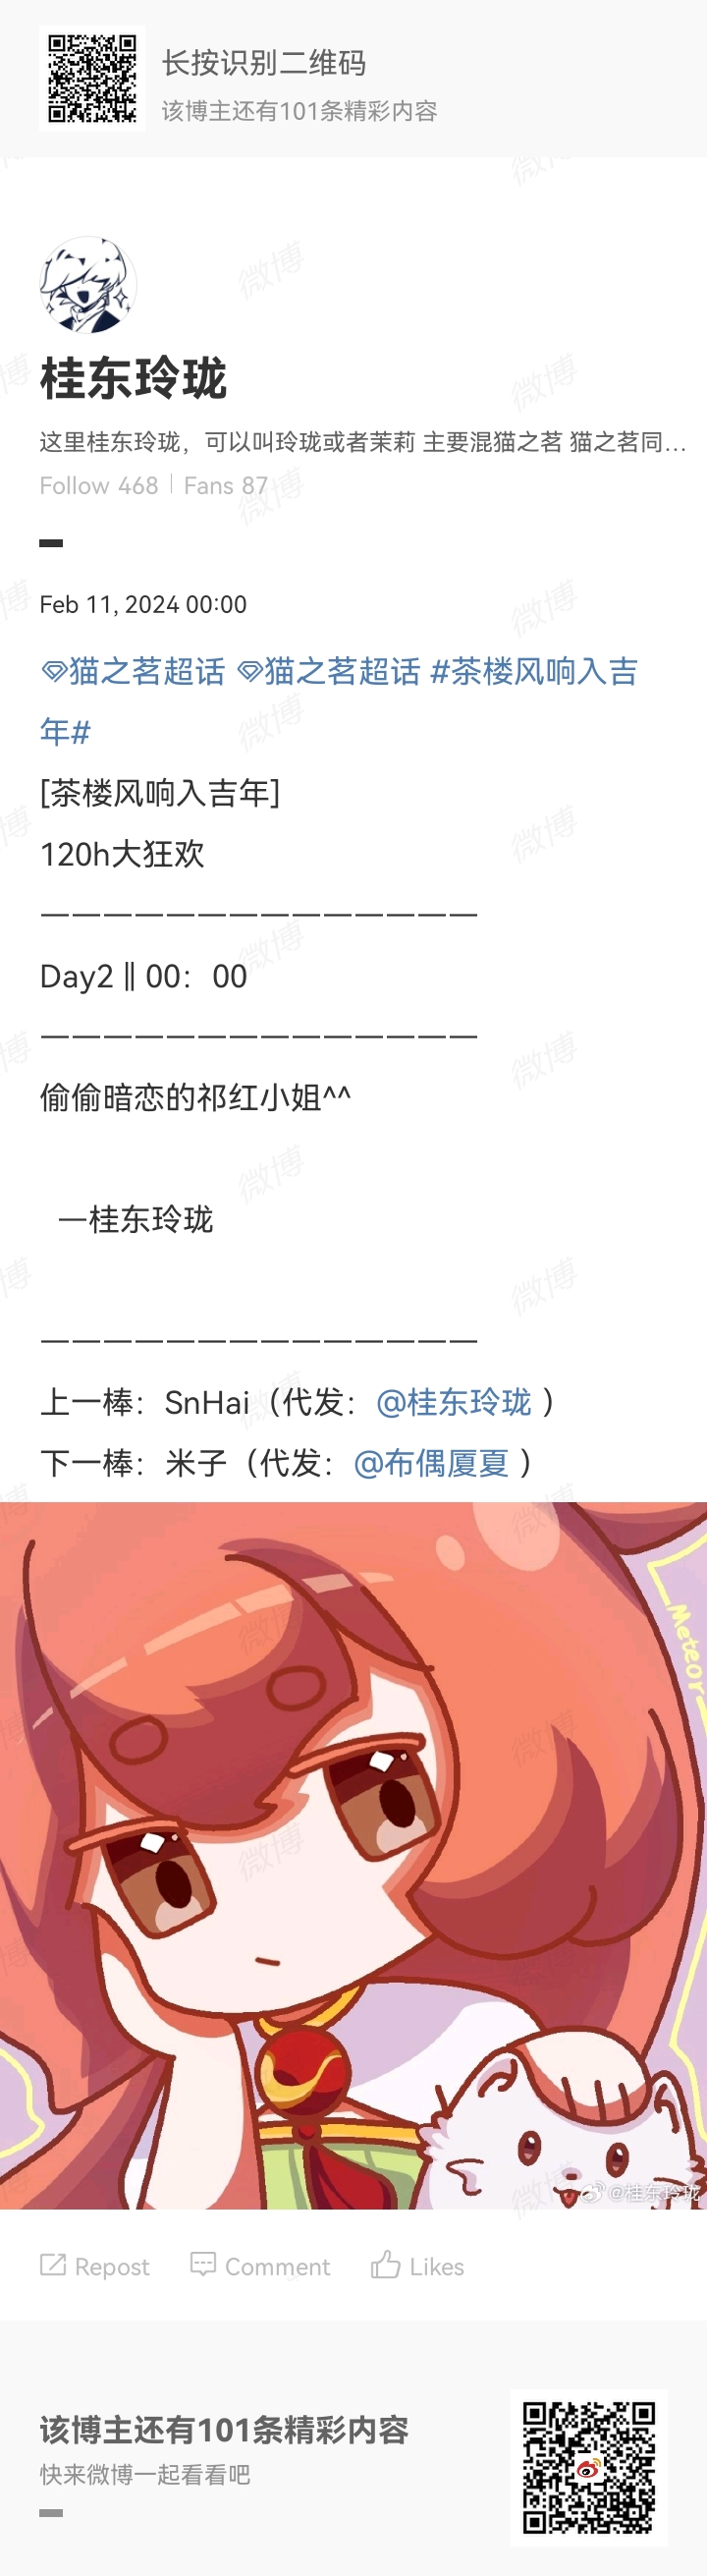 长按识别二维码
该博主还有101条精彩内容
桂东玲珑
这里桂东玲珑，可以叫玲珑或者茉莉 主要混猫之茗 猫之茗同...
Follow 468 | Fans 87
Feb 11, 2024 00:00
猫之茗超话 猫之茗超话 #茶楼风响入吉
年#
[茶楼风响入吉年]
120h大狂欢
——————————————
Day2 || 00：00
——————————————
偷偷暗恋的祁红小姐^^
—桂东玲珑
——————————————
上一棒：SnHai（代发：@桂东玲珑 ）
下一棒：米子（代发：@布偶厦夏 ）
Meteor
@桂东玲珑
Repost Comment Likes
该博主还有101条精彩内容
快来微博一起看看吧
微博